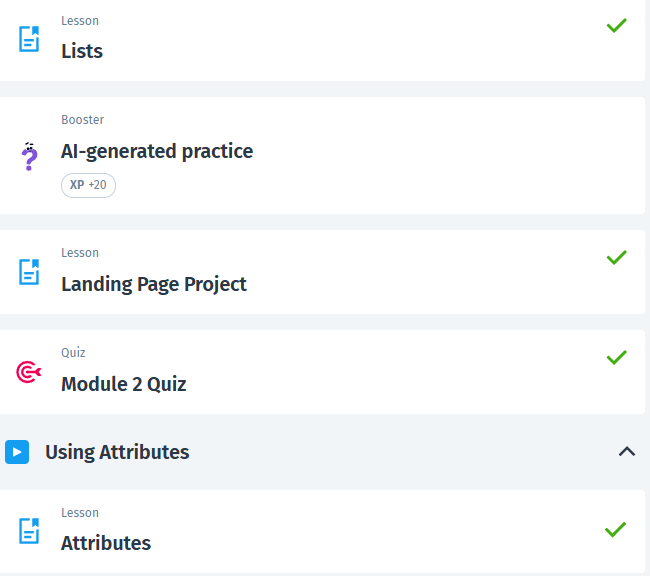 Lesson
Lists
Booster
AI-generated practice
XP +20
Lesson
Landing Page Project
Quiz
Module 2 Quiz
Using Attributes
Lesson
Attributes